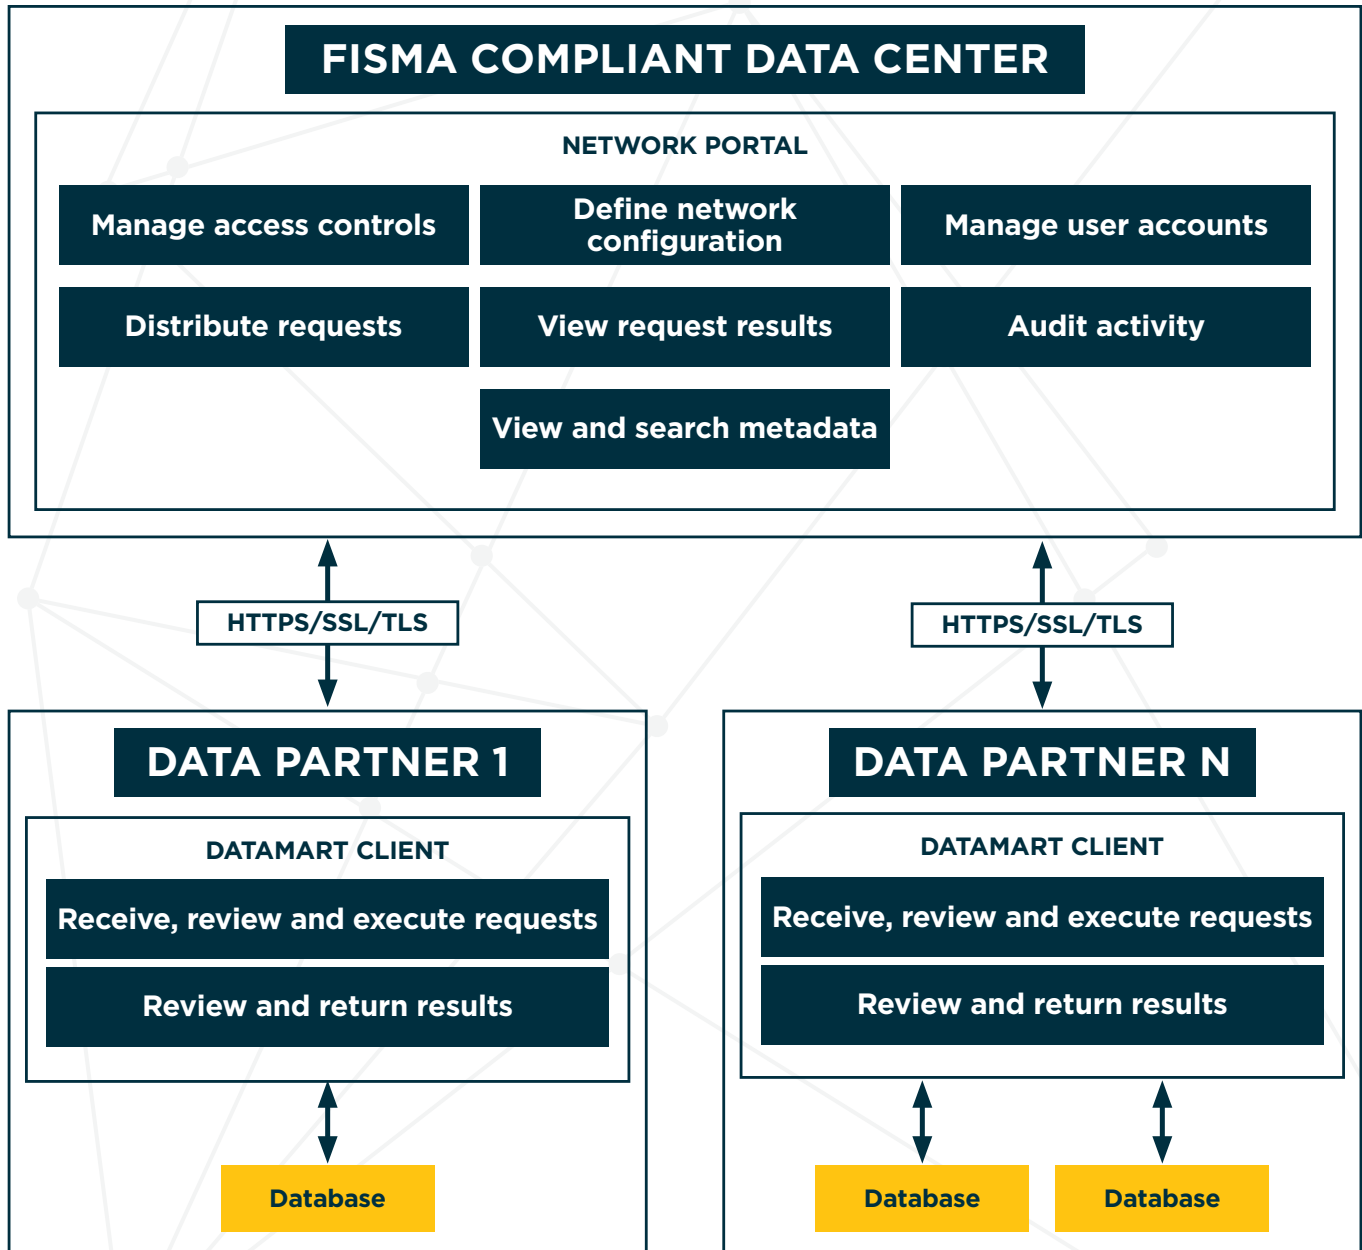 FISMA COMPLIANT DATA CENTER
NETWORK PORTAL
Manage access controls
Define network
configuration
Manage user accounts
Distribute requests
View request results
Audit activity
View and search metadata
HTTPS/SSL/TLS
HTTPS/SSL/TLS
DATA PARTNER 1
DATAMART CLIENT
Receive, review and execute requests
Review and return results
Database
DATA PARTNER N
DATAMART CLIENT
Receive, review and execute requests
Review and return results
Database
Database